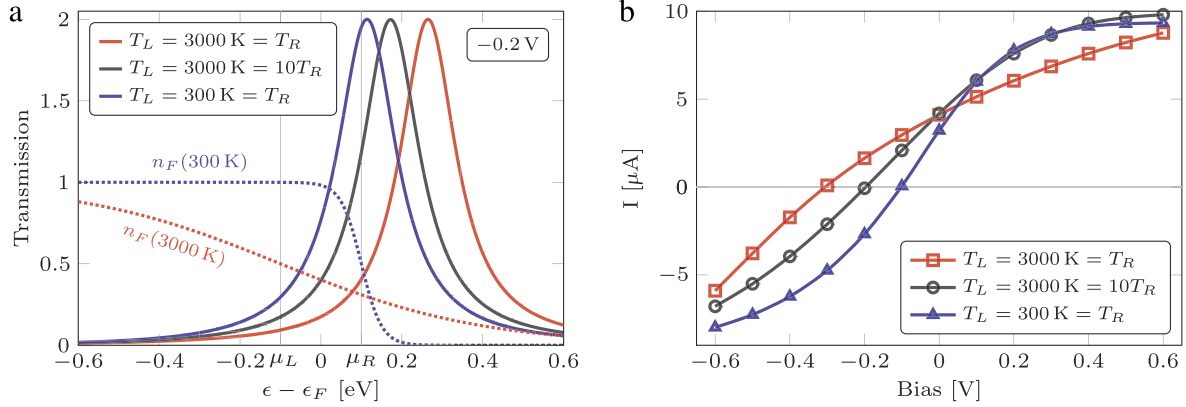 a
2
1.5
1
0.5
0
Transmission
T_L = 3000 K = T_R
T_L = 3000 K = 10T_R
T_L = 300 K = T_R
−0.2 V
n_F(300 K)
n_F(3000 K)
−0.6 −0.4 −0.2 μ_L 0 μ_R 0.2 0.4 0.6
ϵ − ϵ_F [eV]
b
10
5
0
−5
I [μA]
T_L = 3000 K = T_R
T_L = 3000 K = 10T_R
T_L = 300 K = T_R
−0.6 −0.4 −0.2 0 0.2 0.4 0.6
Bias [V]